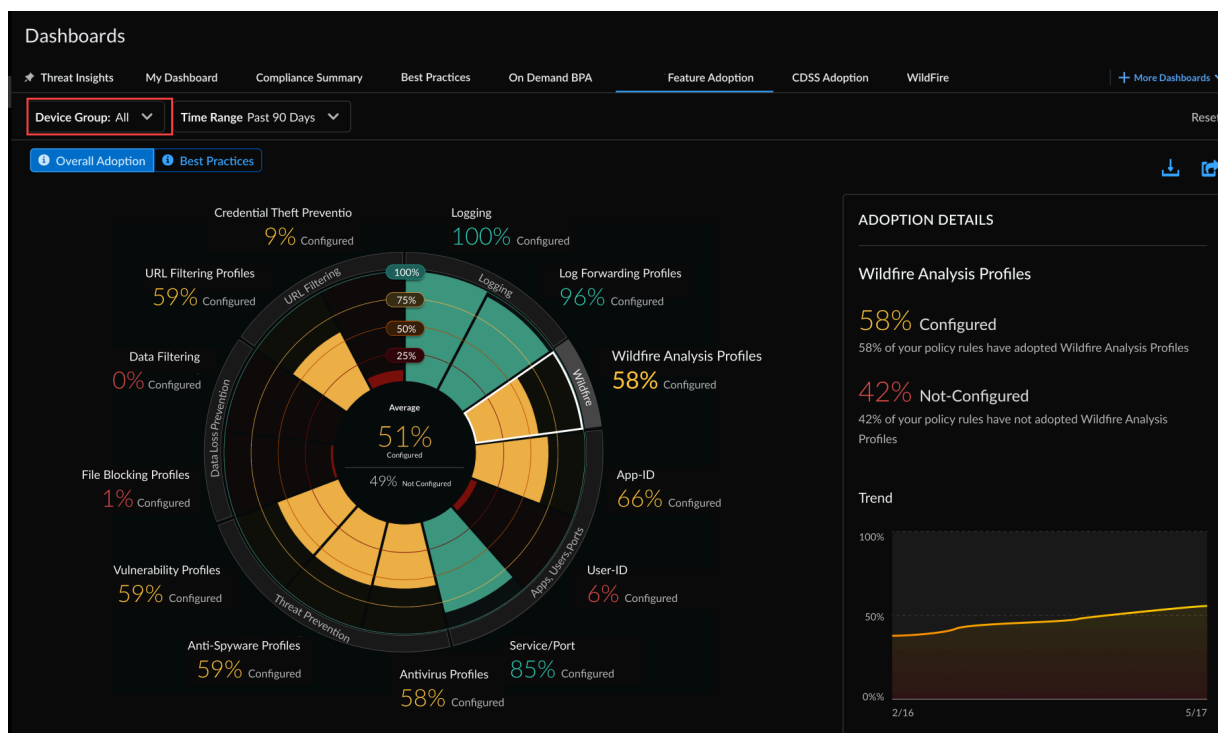 Dashboards
Threat Insights
My Dashboard
Compliance Summary
Best Practices
On Demand BPA
Feature Adoption
CDSS Adoption
WildFire
More Dashboards
Device Group: All
Time Range Past 90 Days
Reset
Overall Adoption
Best Practices
Credential Theft Preventio
9% Configured
Logging
100% Configured
URL Filtering Profiles
59% Configured
Log Forwarding Profiles
96% Configured
Data Filtering
0% Configured
Wildfire Analysis Profiles
58% Configured
File Blocking Profiles
1% Configured
App-ID
66% Configured
Vulnerability Profiles
59% Configured
User-ID
6% Configured
Anti-Spyware Profiles
59% Configured
Antivirus Profiles
58% Configured
Service/Port
85% Configured
URL Filtering
Logging
Wildfire
Apps, Users, Ports
Threat Prevention
Data Loss Prevention
100%
75%
50%
25%
Average
51%
Configured
49% Not Configured
ADOPTION DETAILS
Wildfire Analysis Profiles
58% Configured
58% of your policy rules have adopted Wildfire Analysis Profiles
42% Not-Configured
42% of your policy rules have not adopted Wildfire Analysis
Profiles
Trend
100%
50%
0%%
2/16
5/17